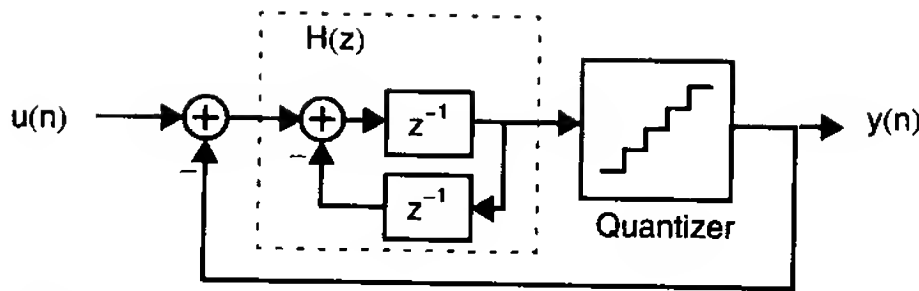 H(z)
u(n)
+
+
z⁻¹
y(n)
−
−
z⁻¹
Quantizer